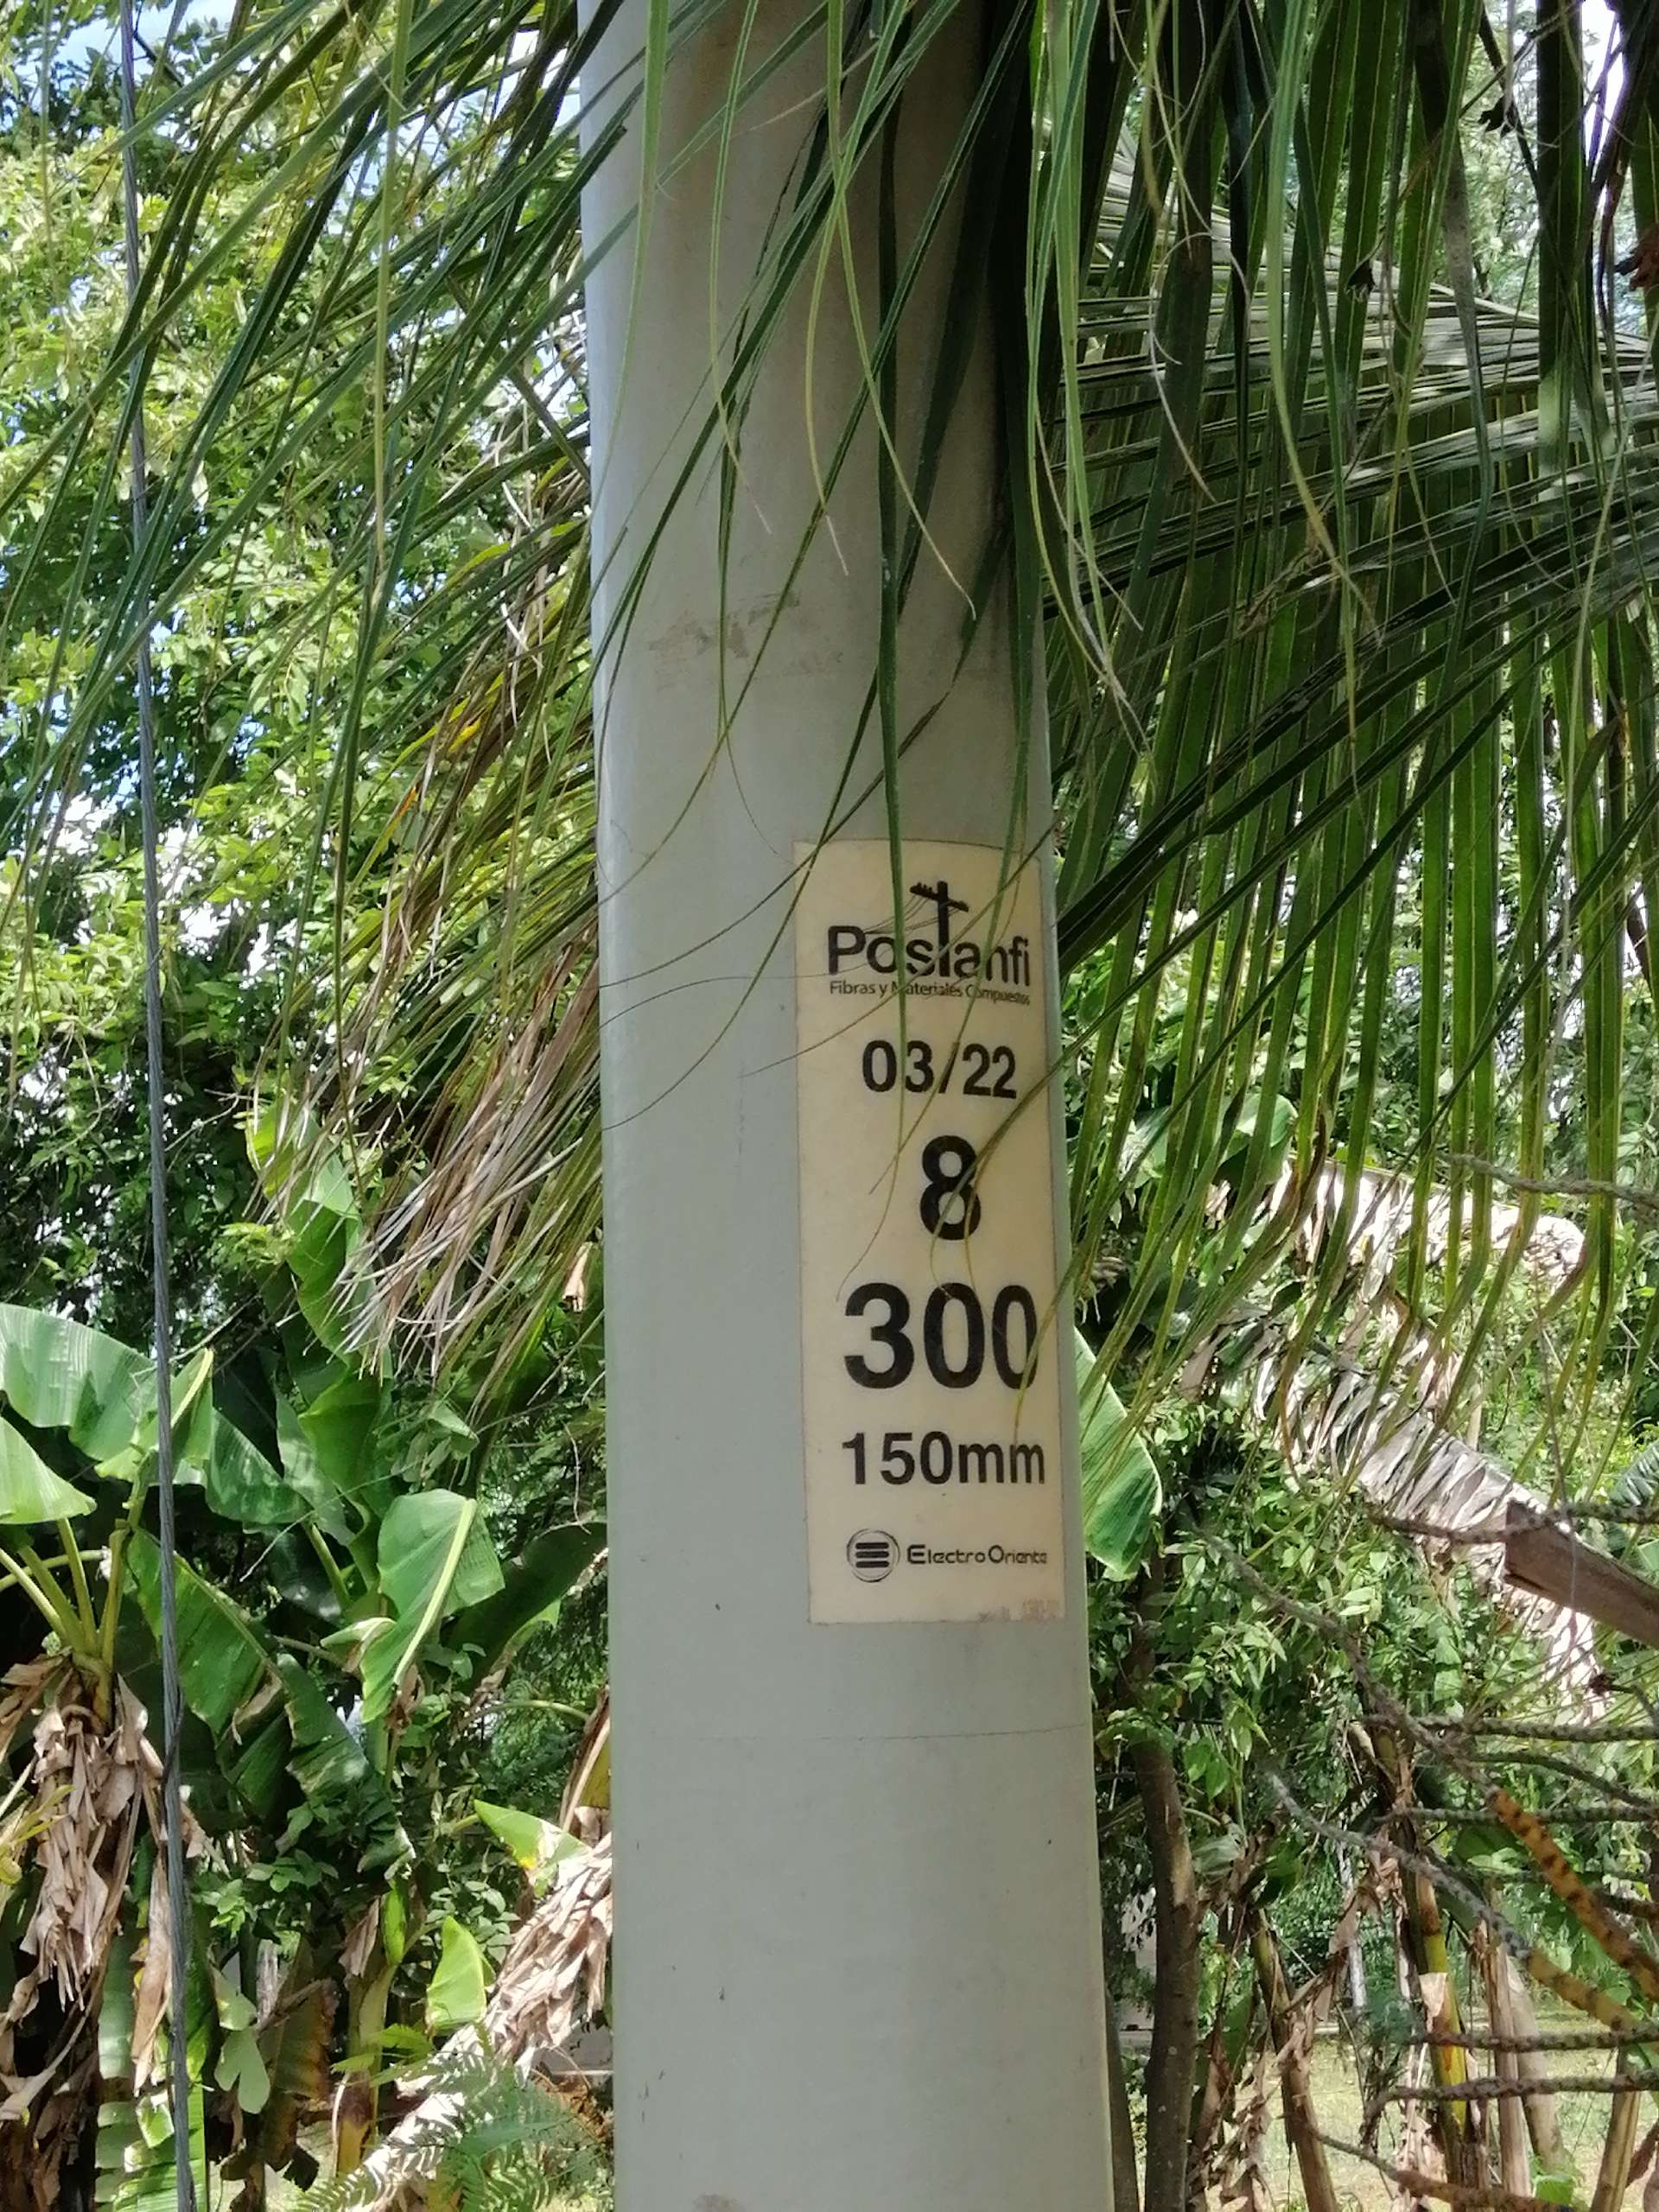 Postanfi
Fibras y Materiales Compuestos
03/22
8
300
150mm
ElectroOriente